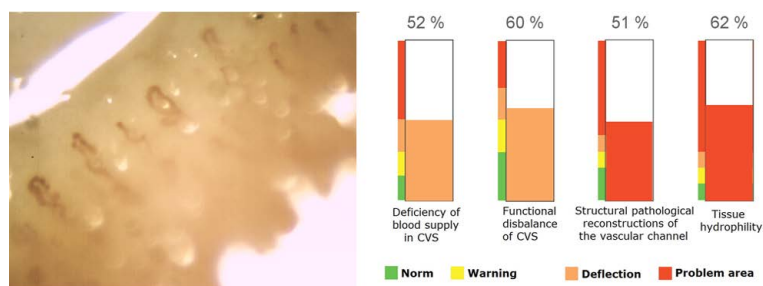 52 %
60 %
51 %
62 %
Deficiency of
blood supply
in CVS
Functional
disbalance
of CVS
Structural pathological
reconstructions of
the vascular channel
Tissue
hydrophility
Norm
Warning
Deflection
Problem area